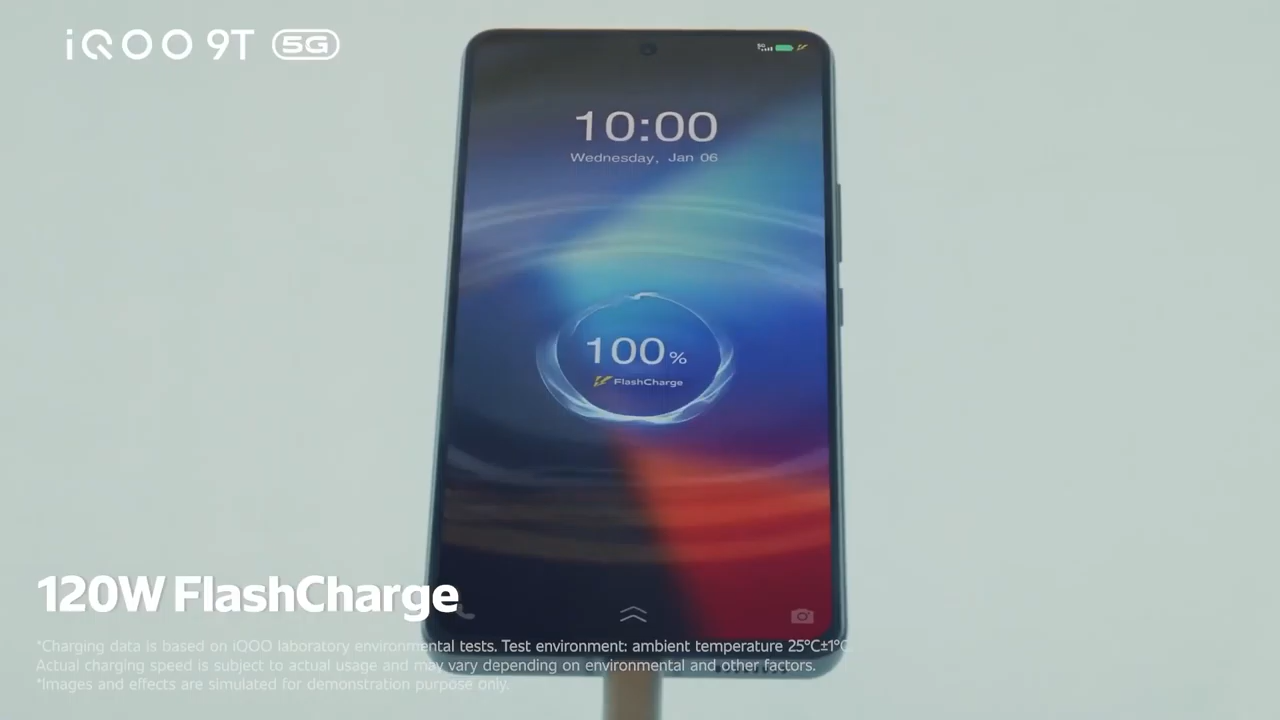 iQOO 9T 5G
5G
10:00
Wednesday, Jan 06
100%
FlashCharge
120W FlashCharge
*Charging data is based on iQOO laboratory environmental tests. Test environment: ambient temperature 25°C±1°C
Actual charging speed is subject to actual usage and may vary depending on environmental and other factors.
*Images and effects are simulated for demonstration purpose only.